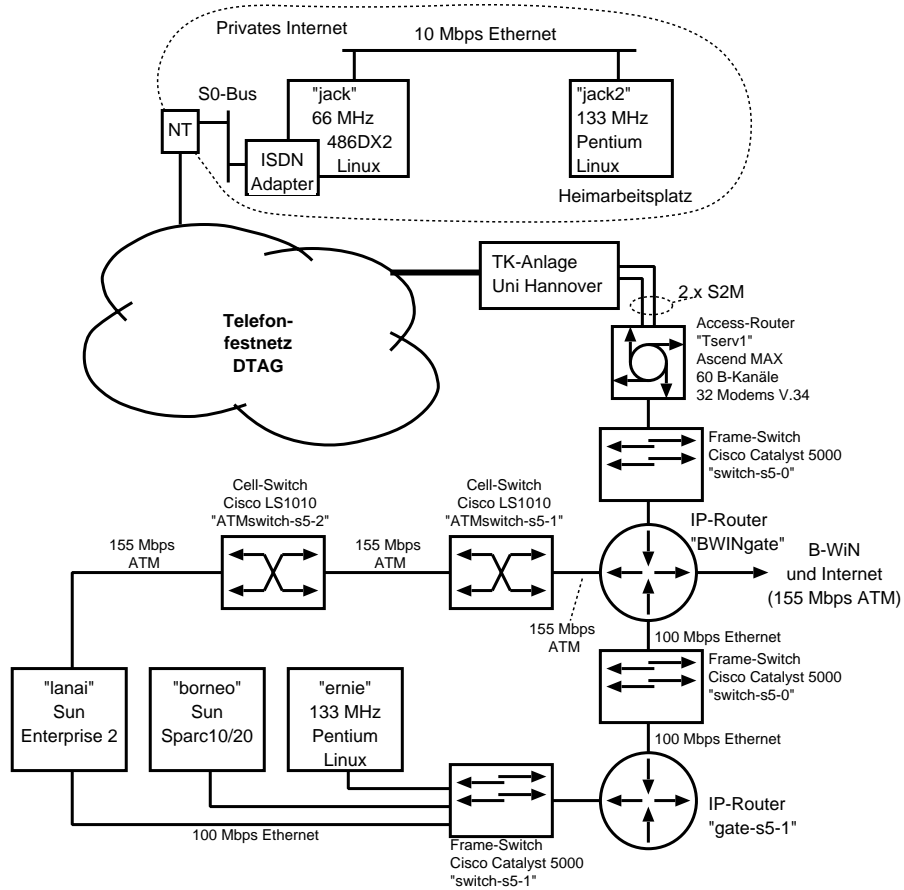 Privates Internet
10 Mbps Ethernet
S0-Bus
NT
ISDN
Adapter
"jack"
66 MHz
486DX2
Linux
"jack2"
133 MHz
Pentium
Linux
Heimarbeitsplatz
TK-Anlage
Uni Hannover
2 x S2M
Telefon-
festnetz
DTAG
Access-Router
"Tserv1"
Ascend MAX
60 B-Kanäle
32 Modems V.34
Frame-Switch
Cisco Catalyst 5000
"switch-s5-0"
Cell-Switch
Cisco LS1010
"ATMswitch-s5-2"
Cell-Switch
Cisco LS1010
"ATMswitch-s5-1"
IP-Router
"BWINgate"
155 Mbps
ATM
155 Mbps
ATM
155 Mbps
ATM
B-WiN
und Internet
(155 Mbps ATM)
100 Mbps Ethernet
Frame-Switch
Cisco Catalyst 5000
"switch-s5-0"
100 Mbps Ethernet
"lanai"
Sun
Enterprise 2
"borneo"
Sun
Sparc10/20
"ernie"
133 MHz
Pentium
Linux
100 Mbps Ethernet
Frame-Switch
Cisco Catalyst 5000
"switch-s5-1"
IP-Router
"gate-s5-1"